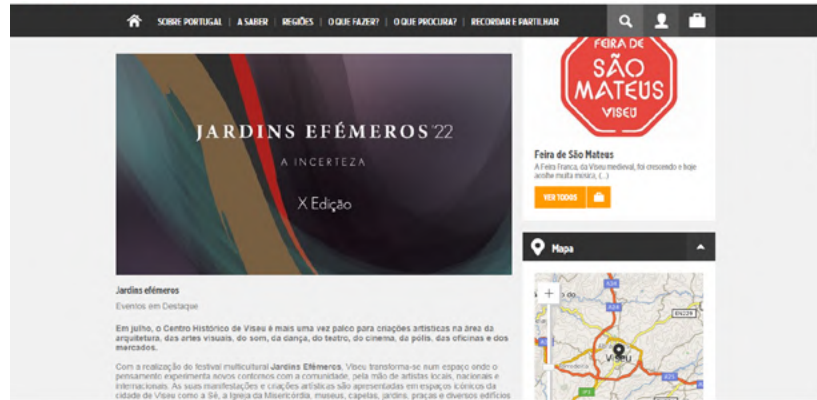 SOBRE PORTUGAL | A SABER | REGIÕES | O QUE FAZER? | O QUE PROCURA? | RECORDAR E PARTILHAR
JARDINS EFÉMEROS '22
A INCERTEZA
X Edição
Jardins efémeros
Eventos em Destaque
Em julho, o Centro Histórico de Viseu é mais uma vez palco para criações artísticas na área da
arquitetura, das artes visuais, do som, da dança, do teatro, do cinema, da pólis, das oficinas e dos
mercados.
Com a realização do festival multicultural Jardins Efémeros, Viseu transforma-se num espaço onde o
pensamento experimenta novos contornos com a comunidade, pela mão de artistas locais, nacionais e
internacionais. As suas manifestações e criações artísticas são apresentadas em espaços icónicos da
cidade de Viseu como a Sé, a Igreja da Misericórdia, museus, capelas, jardins, praças e diversos edifícios
FEIRA DE
SÃO
MATEUS
VISEU
Feira de São Mateus
A Feira Franca, da Viseu medieval, foi crescendo e hoje
acolhe muita música, (...)
VER TODOS
Mapa
+
A24
EN229
Viseu
A25
IP3